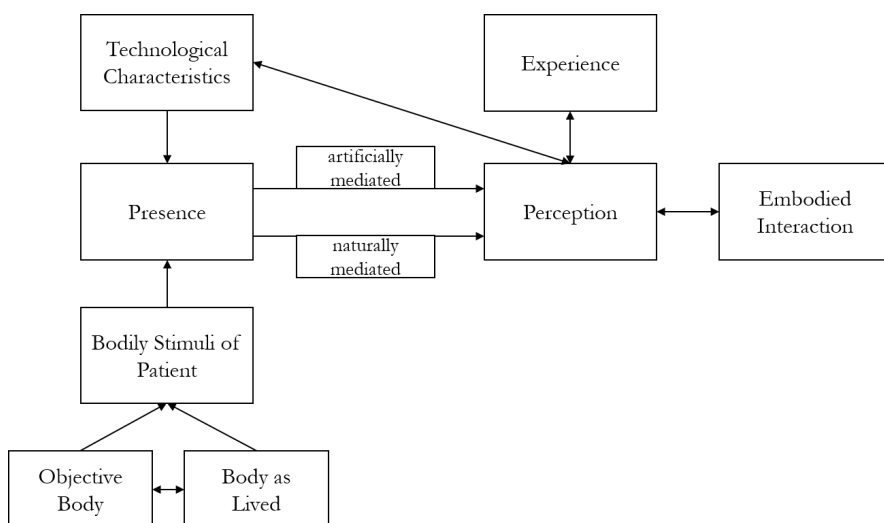 Technological
Characteristics
Experience
artificially
mediated
Presence
Perception
Embodied
Interaction
naturally
mediated
Bodily Stimuli of
Patient
Objective
Body
Body as
Lived